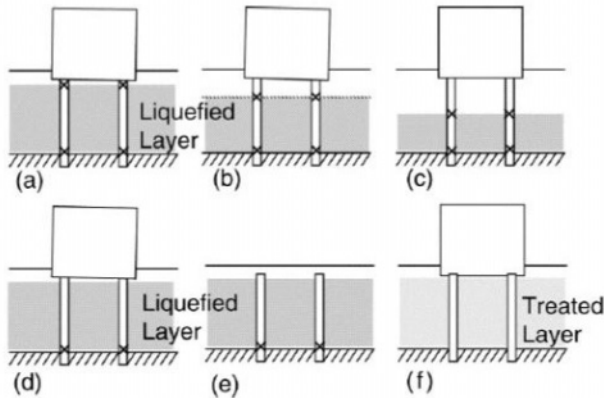 Liquefied
Layer
(a)
(b)
(c)
Liquefied
Layer
Treated
Layer
(d)
(e)
(f)